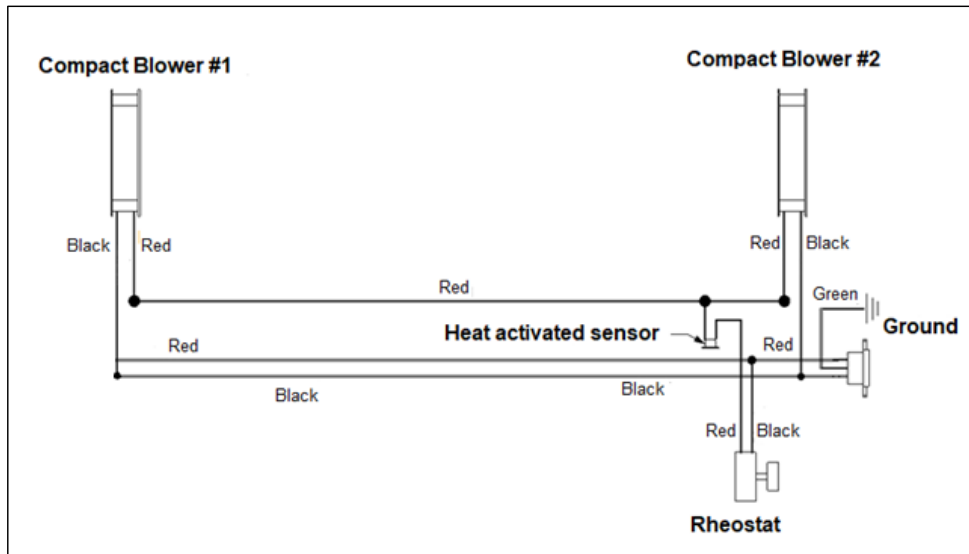 Compact Blower #1
Compact Blower #2
Black
Red
Red
Black
Red
Green
Ground
Heat activated sensor
Red
Red
Black
Black
Red
Black
Rheostat